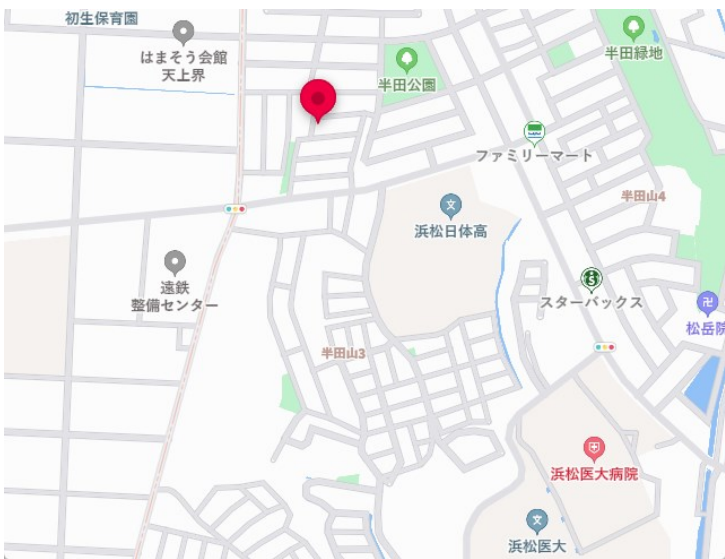 初生保育園
はまそう会館
天上界
半田公園
半田緑地
ファミリーマート
文
浜松日体高
半田山4
遠鉄
整備センター
スターバックス
卍
松岳院
半田山3
浜松医大病院
文
浜松医大